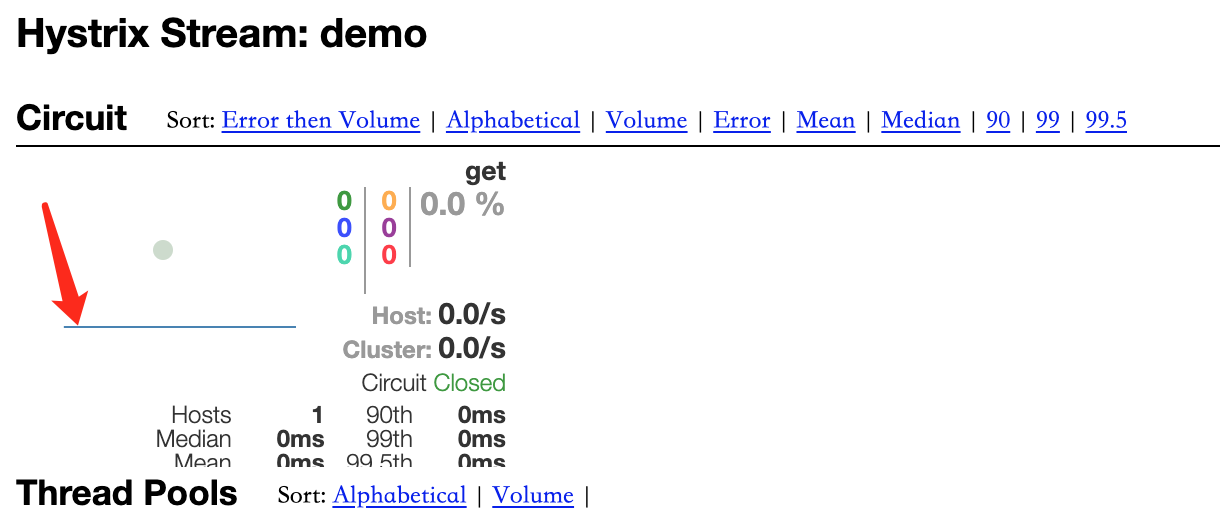 Hystrix Stream: demo
Circuit Sort: Error then Volume | Alphabetical | Volume | Error | Mean | Median | 90 | 99 | 99.5
get
0 0 0.0 %
0 0
0 0
Host: 0.0/s
Cluster: 0.0/s
Circuit Closed
Hosts 1 90th 0ms
Median 0ms 99th 0ms
Mean 0ms 99.5th 0ms
Thread Pools Sort: Alphabetical | Volume |